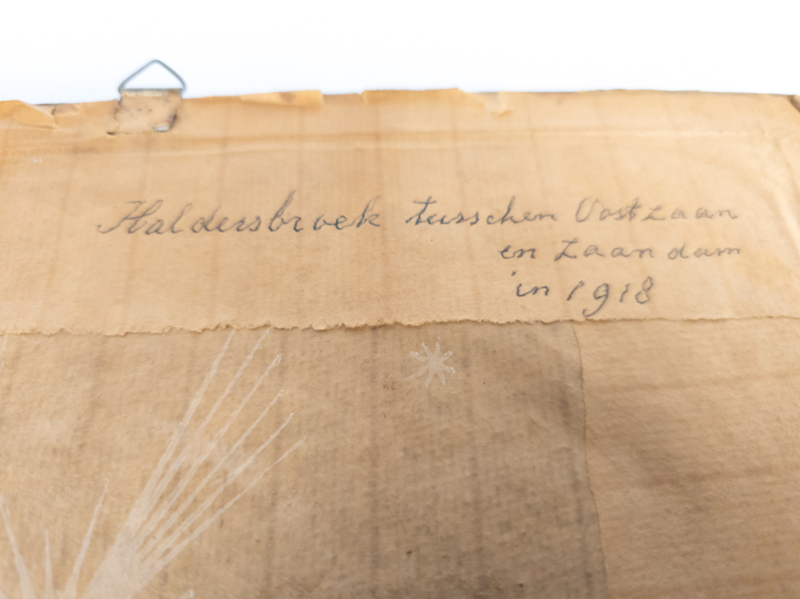 Haldersbroek tusschen Oostzaan
en Zaandam
in 1918